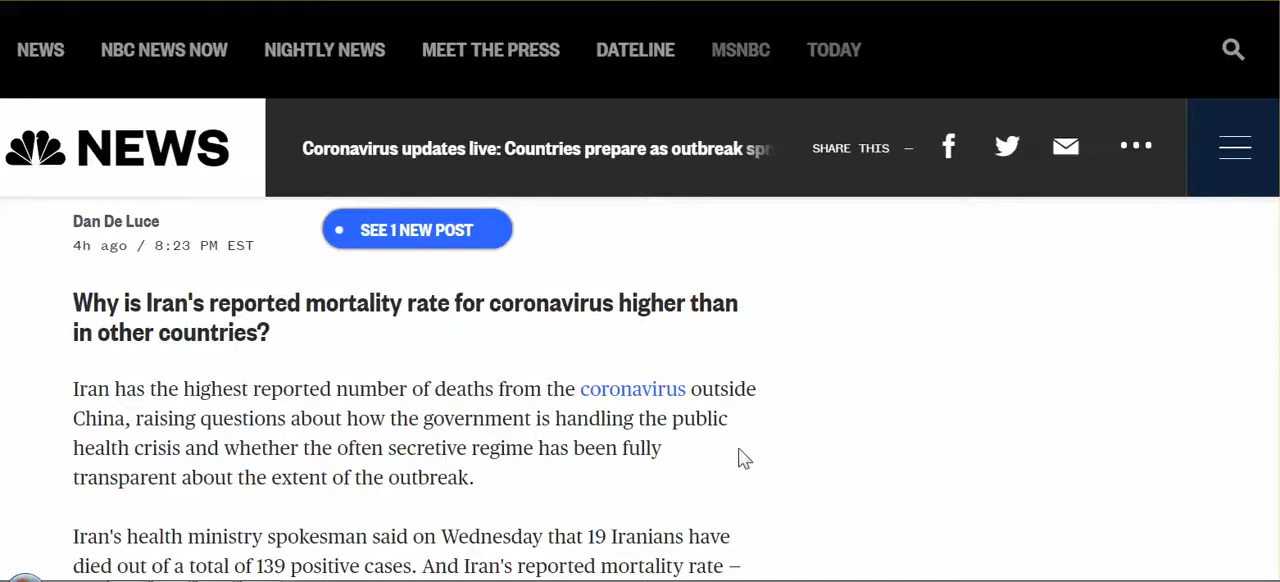 NEWS NBC NEWS NOW NIGHTLY NEWS MEET THE PRESS DATELINE MSNBC TODAY
NEWS Coronavirus updates live: Countries prepare as outbreak SHARE THIS —
Dan De Luce
SEE 1 NEW POST
4h ago / 8:23 PM EST
Why is Iran's reported mortality rate for coronavirus higher than
in other countries?
Iran has the highest reported number of deaths from the coronavirus outside
China, raising questions about how the government is handling the public
health crisis and whether the often secretive regime has been fully
transparent about the extent of the outbreak.
Iran's health ministry spokesman said on Wednesday that 19 Iranians have
died out of a total of 139 positive cases. And Iran's reported mortality rate —